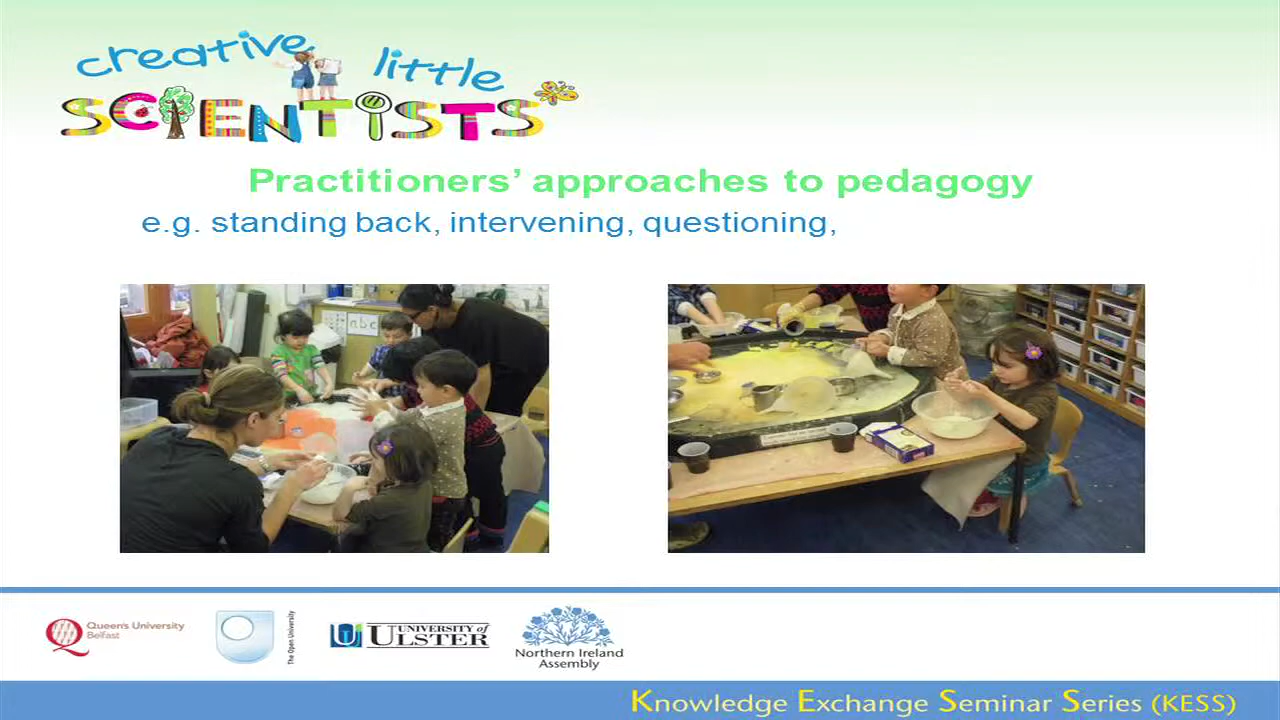 creative little
SCIENTISTS
Practitioners' approaches to pedagogy
e.g. standing back, intervening, questioning,
abc
Queen's University
Belfast
The Open University
UNIVERSITY of
ULSTER
Northern Ireland
Assembly
Knowledge Exchange Seminar Series (KESS)